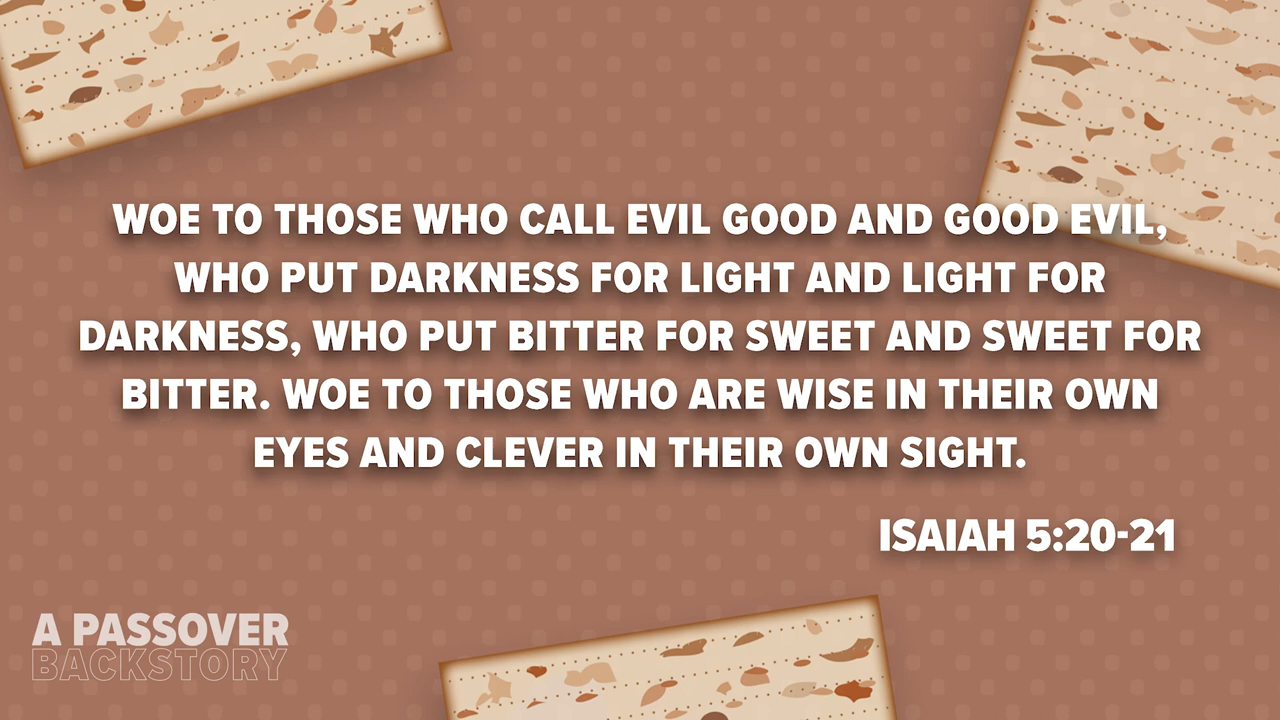 WOE TO THOSE WHO CALL EVIL GOOD AND GOOD EVIL,
WHO PUT DARKNESS FOR LIGHT AND LIGHT FOR
DARKNESS, WHO PUT BITTER FOR SWEET AND SWEET FOR
BITTER. WOE TO THOSE WHO ARE WISE IN THEIR OWN
EYES AND CLEVER IN THEIR OWN SIGHT.
ISAIAH 5:20-21
A PASSOVER
BACKSTORY